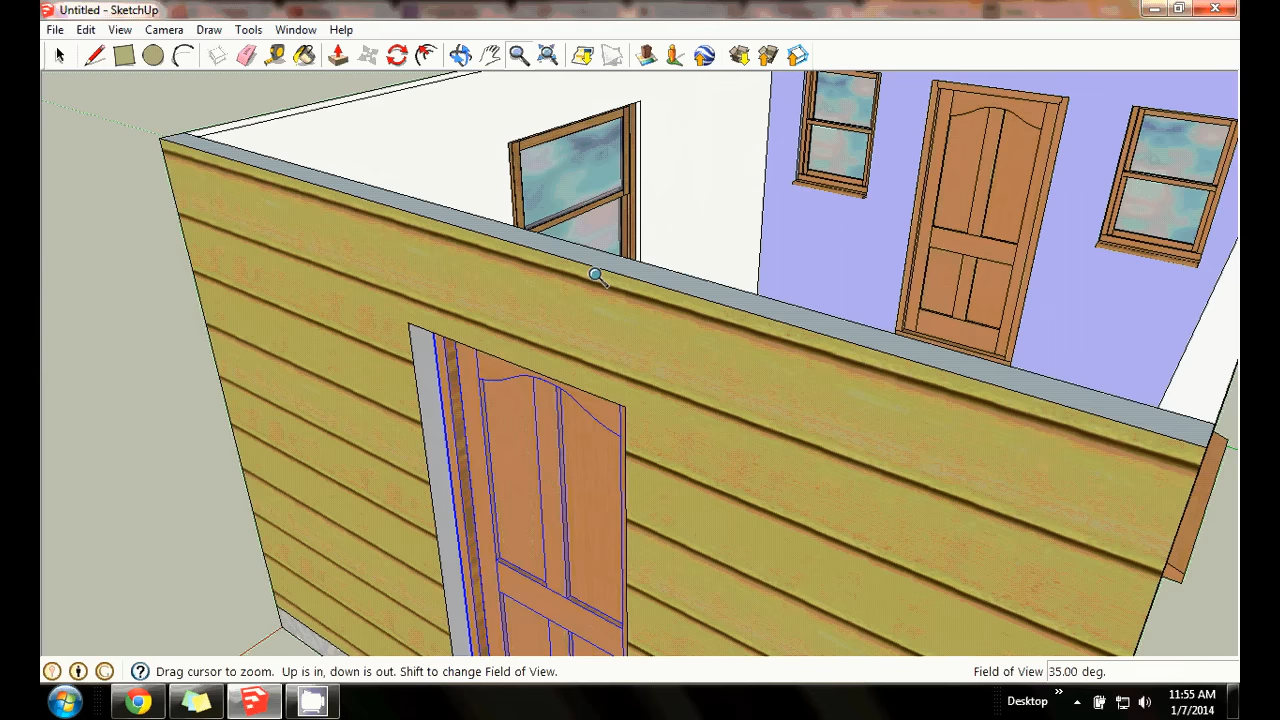 Untitled - SketchUp
File Edit View Camera Draw Tools Window Help
Drag cursor to zoom. Up is in, down is out. Shift to change Field of View.
Field of View 35.00 deg.
Desktop
11:55 AM
1/7/2014